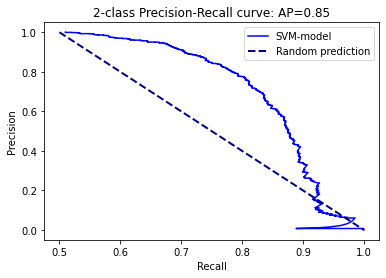 2-class Precision-Recall curve: AP=0.85
SVM-model
Random prediction
Precision
1.0
0.8
0.6
0.4
0.2
0.0
0.5 0.6 0.7 0.8 0.9 1.0
Recall